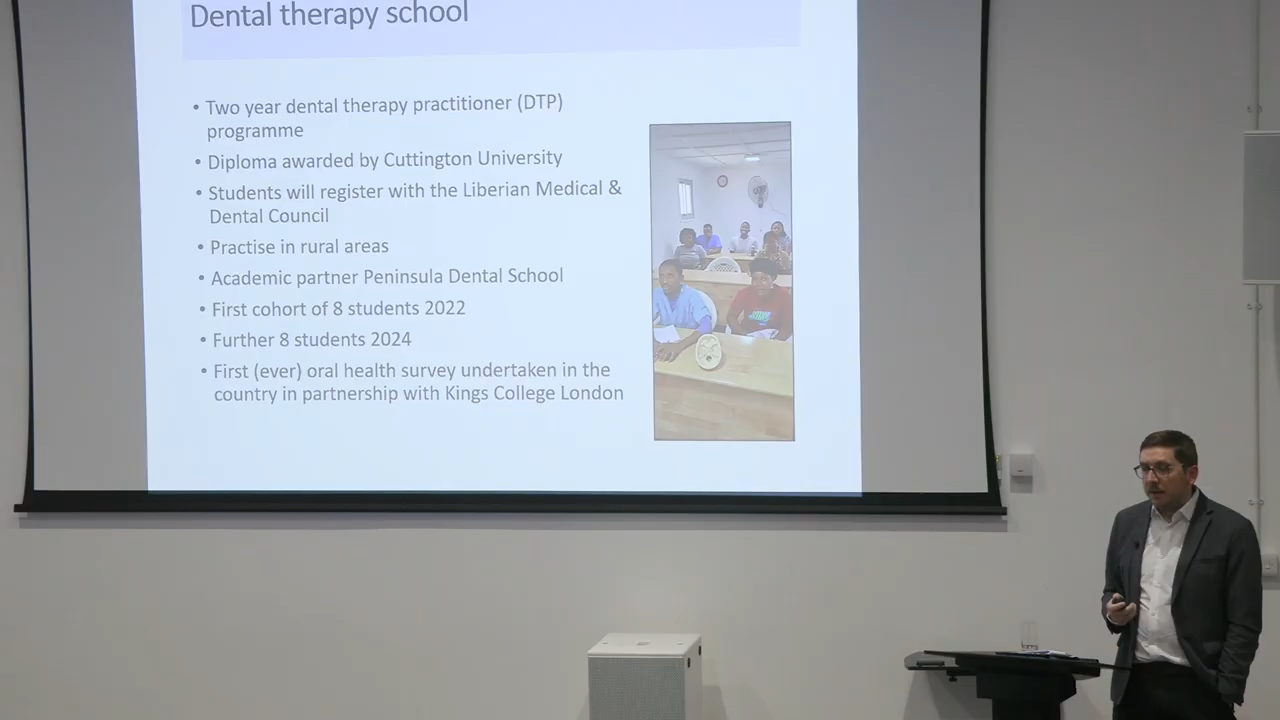 Dental therapy school
• Two year dental therapy practitioner (DTP)
programme
• Diploma awarded by Cuttington University
• Students will register with the Liberian Medical &
Dental Council
• Practise in rural areas
• Academic partner Peninsula Dental School
• First cohort of 8 students 2022
• Further 8 students 2024
• First (ever) oral health survey undertaken in the
country in partnership with Kings College London